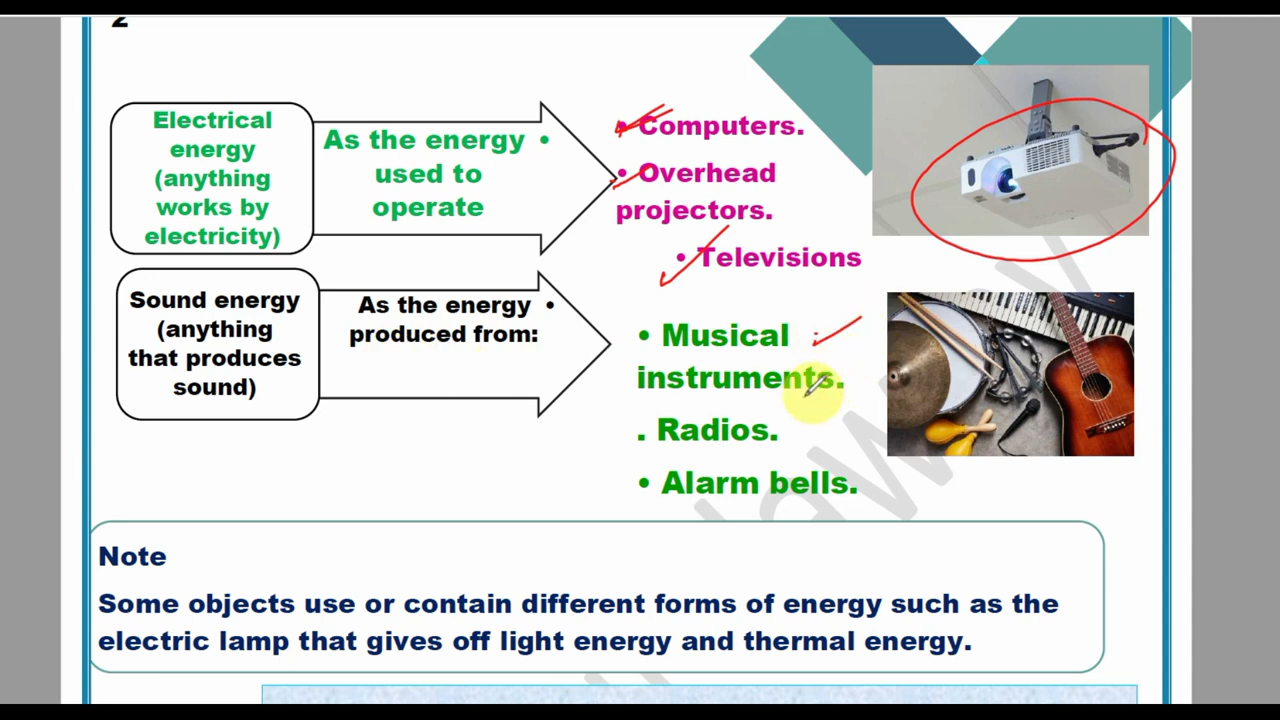 2
Electrical
energy
(anything
works by
electricity)
As the energy •
used to
operate
• Computers.
• Overhead
projectors.
• Televisions
Sound energy
(anything
that produces
sound)
As the energy •
produced from:
• Musical
instruments.
. Radios.
• Alarm bells.
Note
Some objects use or contain different forms of energy such as the
electric lamp that gives off light energy and thermal energy.